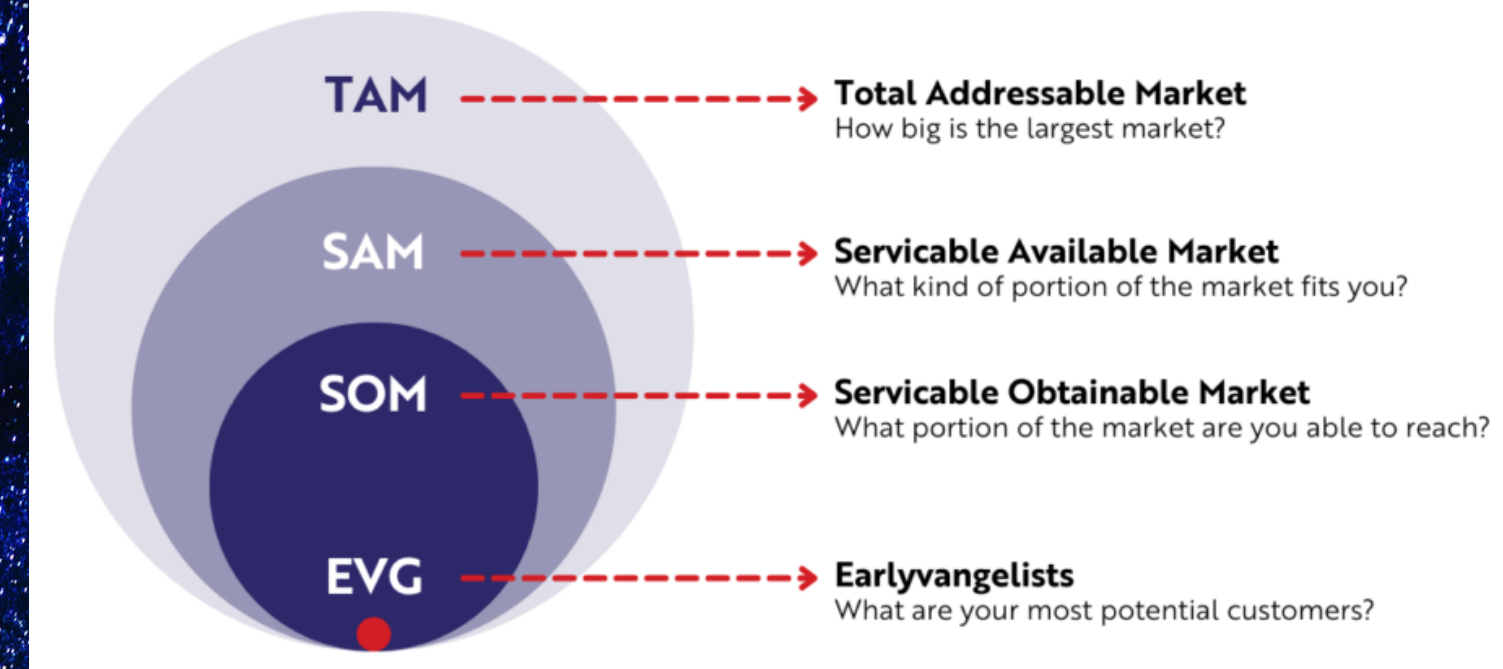 TAM
Total Addressable Market
How big is the largest market?
SAM
Servicable Available Market
What kind of portion of the market fits you?
SOM
Servicable Obtainable Market
What portion of the market are you able to reach?
EVG
Earlyvangelists
What are your most potential customers?